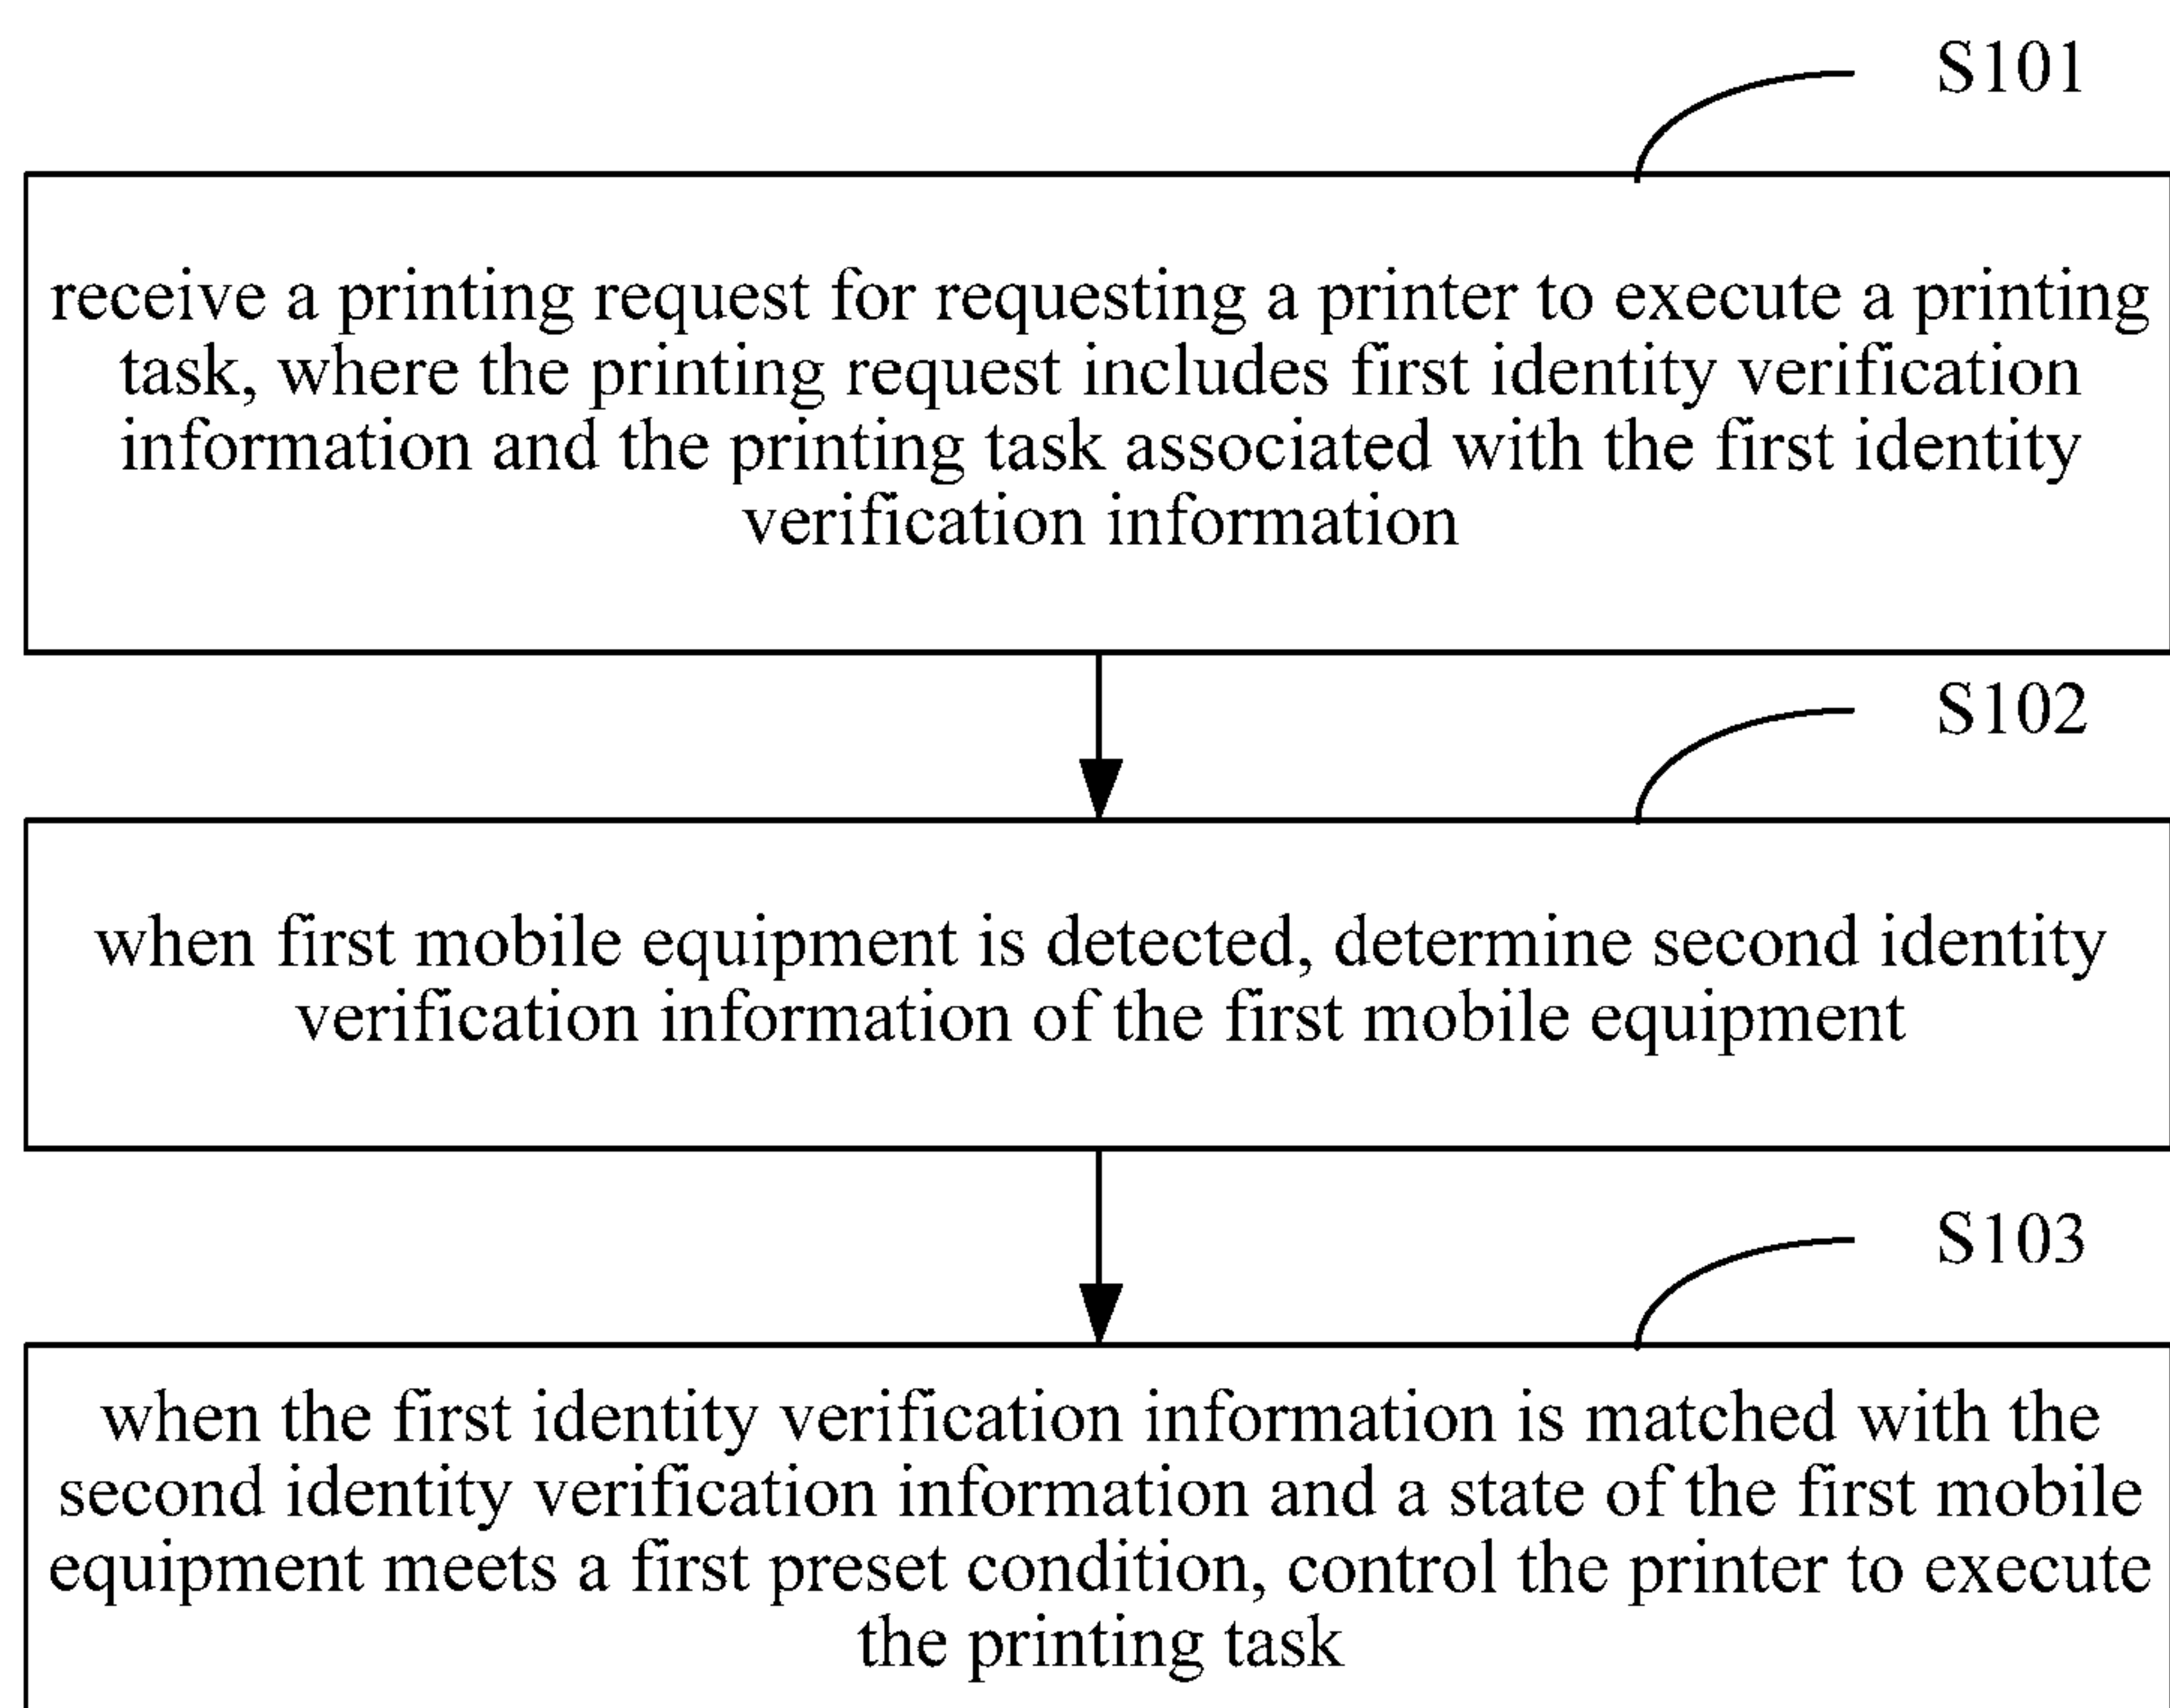 S101
receive a printing request for requesting a printer to execute a printing
task, where the printing request includes first identity verification
information and the printing task associated with the first identity
verification information
S102
when first mobile equipment is detected, determine second identity
verification information of the first mobile equipment
S103
when the first identity verification information is matched with the
second identity verification information and a state of the first mobile
equipment meets a first preset condition, control the printer to execute
the printing task